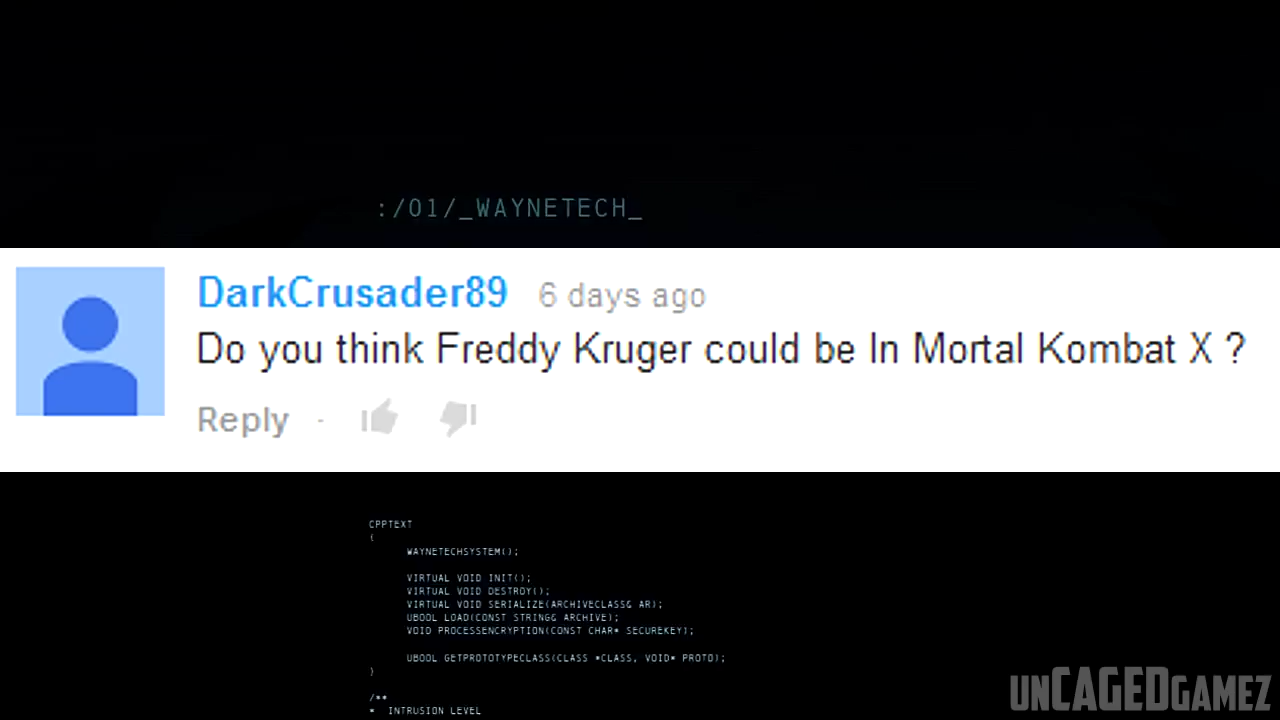 :/01/_WAYNETECH_
DarkCrusader89 6 days ago
Do you think Freddy Kruger could be In Mortal Kombat X ?
Reply ·
CPPTEXT
{
WAYNETECHSYSTEM();
VIRTUAL VOID INIT();
VIRTUAL VOID DESTROY();
VIRTUAL VOID SERIALIZE(ARCHIVECLASS& AR);
UBOOL LOAD(CONST STRING& ARCHIVE);
VOID PROCESSENCRYPTION(CONST CHAR* SECUREKEY);
UBOOL GETPROTOTYPECLASS(CLASS *CLASS, VOID* PROTO);
}
/**
* INTRUSION LEVEL
UNCAGEDGAMEZ